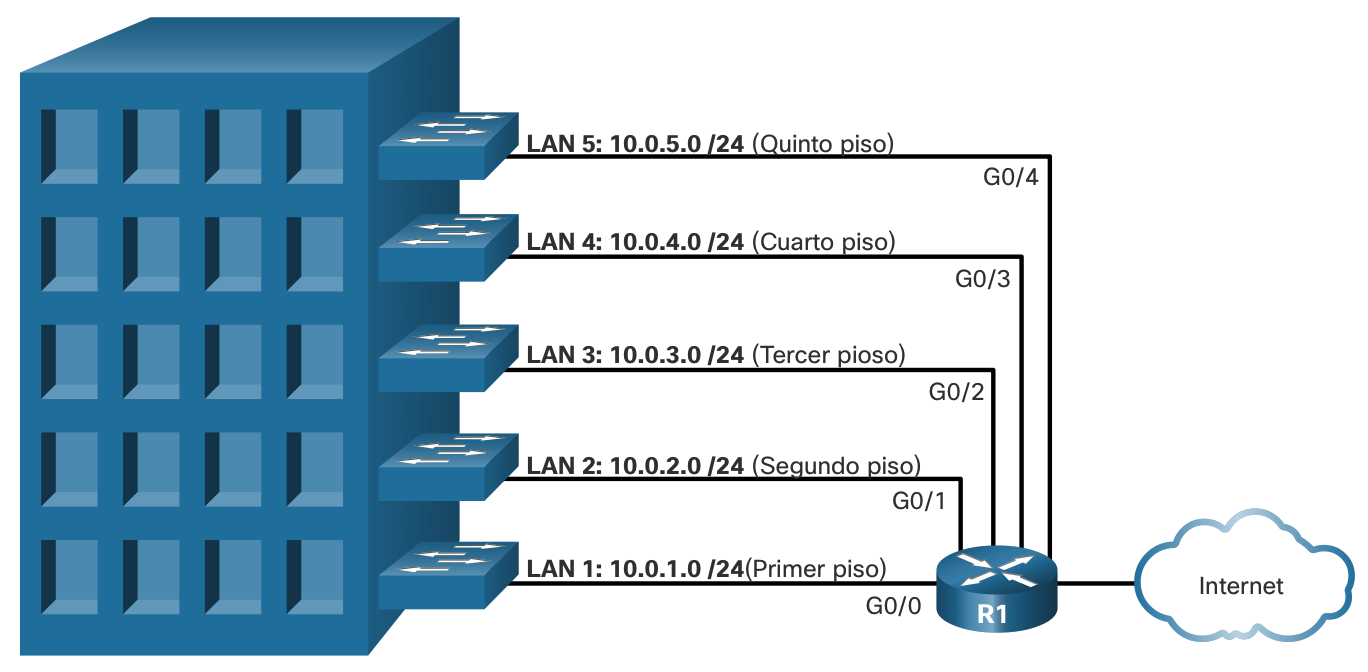 LAN 5: 10.0.5.0 /24 (Quinto piso)
G0/4
LAN 4: 10.0.4.0 /24 (Cuarto piso)
G0/3
LAN 3: 10.0.3.0 /24 (Tercer pioso)
G0/2
LAN 2: 10.0.2.0 /24 (Segundo piso)
G0/1
LAN 1: 10.0.1.0 /24(Primer piso)
G0/0
R1
Internet